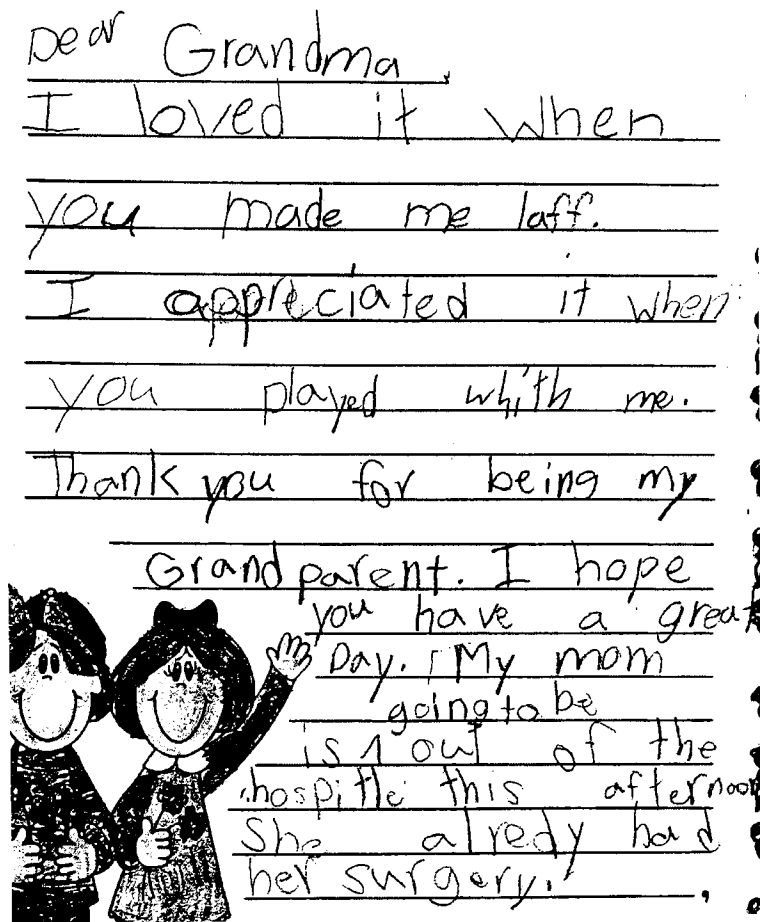 Dear Grandma,
I loved it when
you made me laff.
I appreciated it when
you played whith me.
Thank you for being my
Grandparent. I hope
you have a great
Day. My mom
going to be
is ^ out of the
hospitle this afternoon
She alredy had
her surgery.